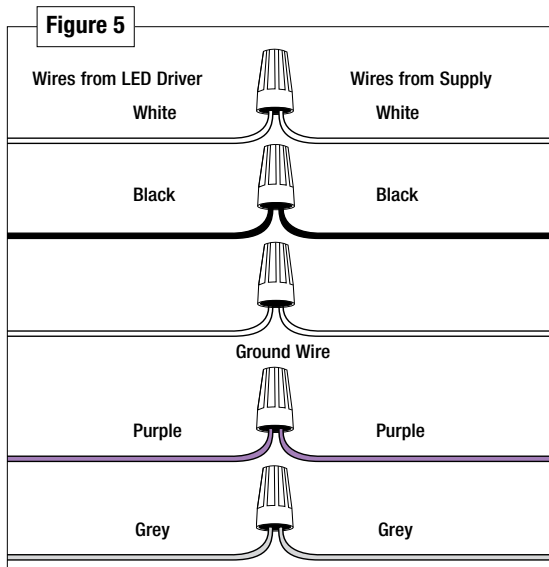 Figure 5
Wires from LED Driver
Wires from Supply
White
White
Black
Black
Ground Wire
Purple
Purple
Grey
Grey